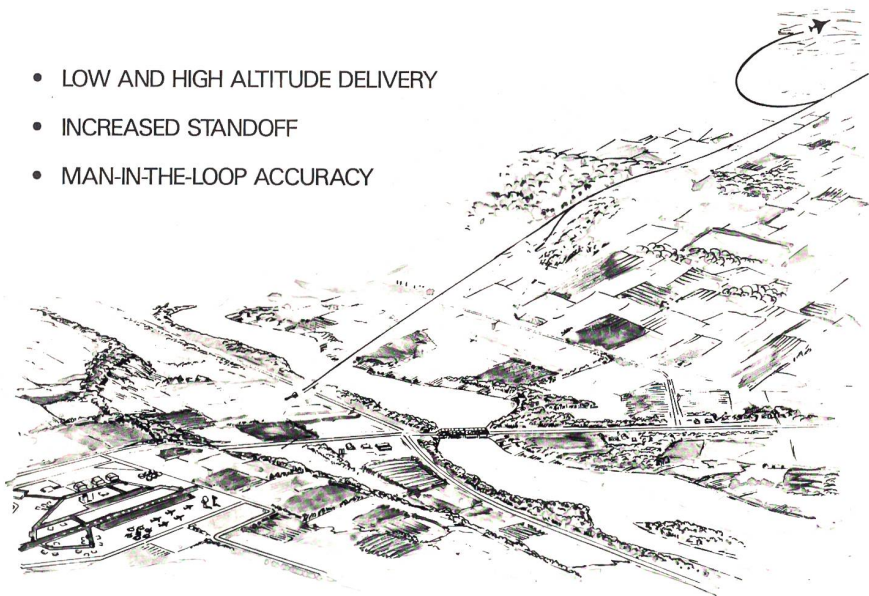 • LOW AND HIGH ALTITUDE DELIVERY
• INCREASED STANDOFF
• MAN-IN-THE-LOOP ACCURACY